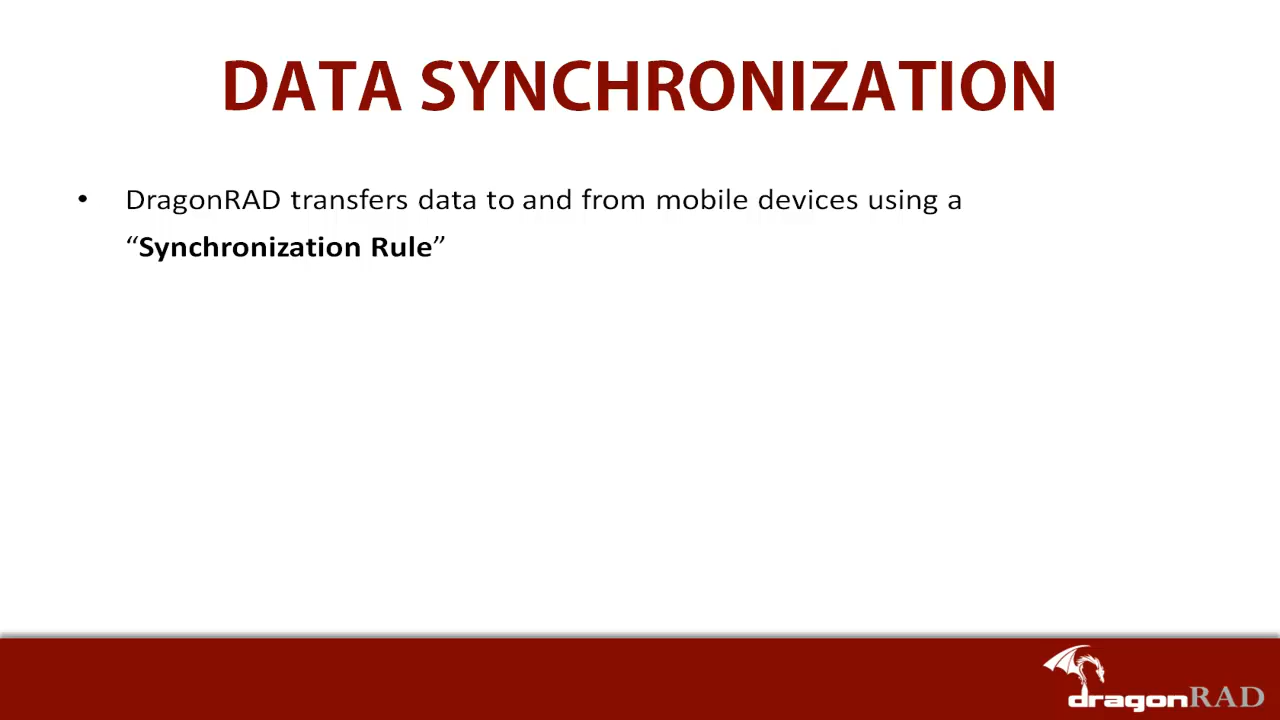 DATA SYNCHRONIZATION
• DragonRAD transfers data to and from mobile devices using a
“Synchronization Rule”
dragonRAD